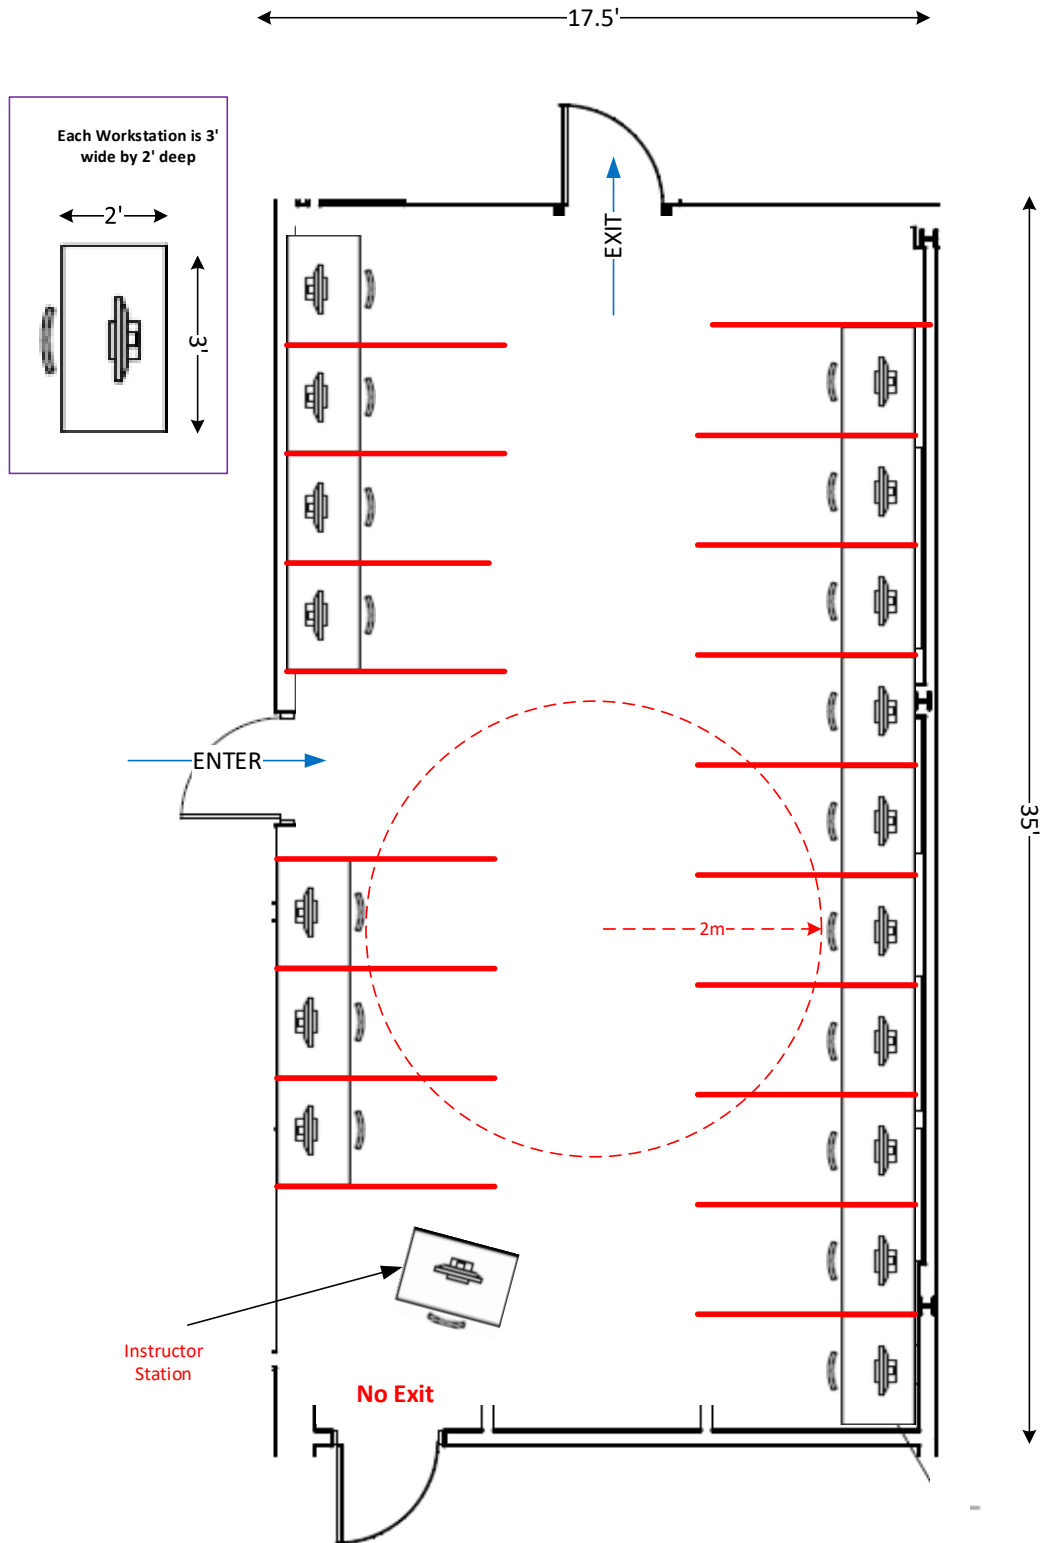 17.5'
Each Workstation is 3'
wide by 2' deep
2'
3'
EXIT
ENTER
35'
2m
Instructor
Station
No Exit